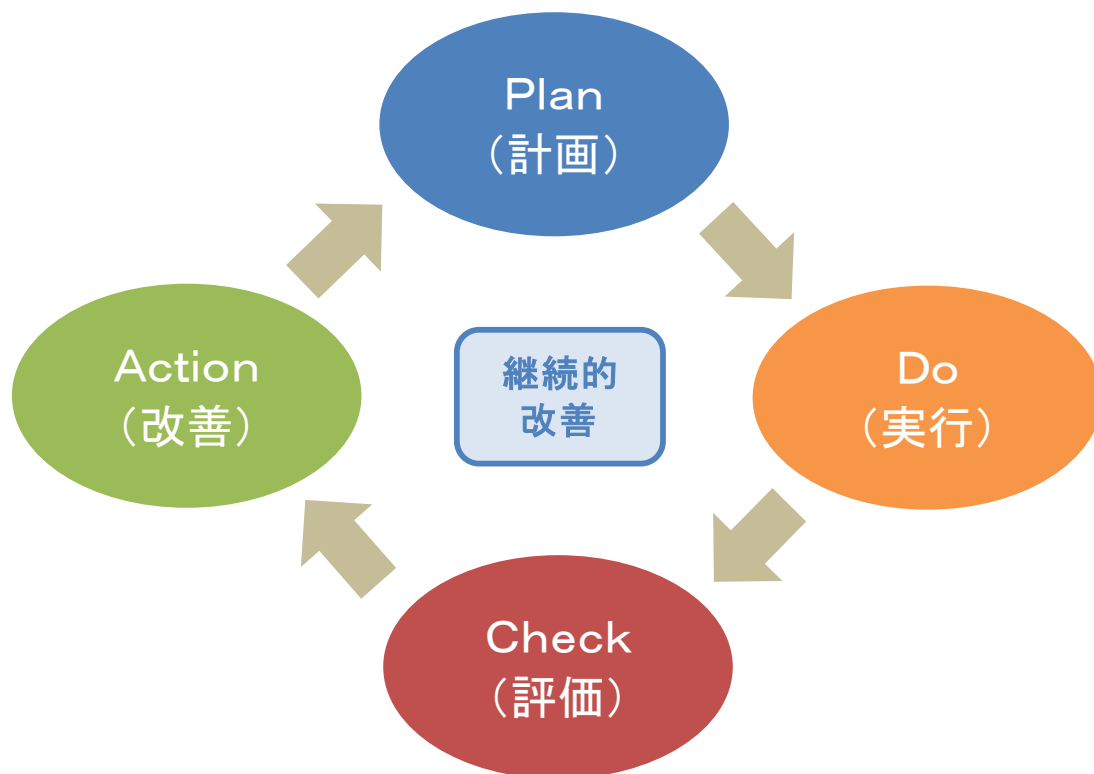 Plan
（計画）
Do
（実行）
Check
（評価）
Action
（改善）
継続的
改善